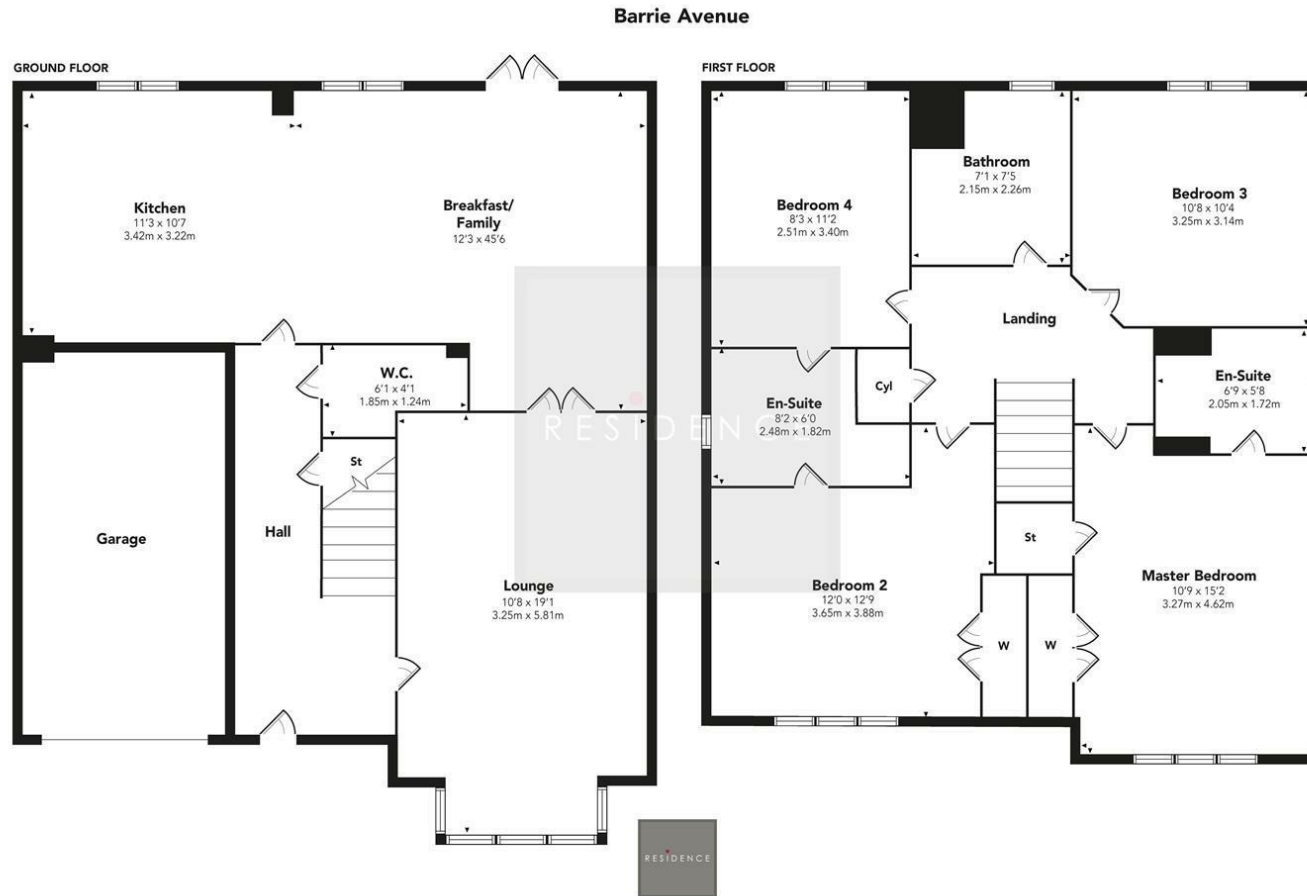 Barrie Avenue
GROUND FLOOR
Kitchen
11'3 x 10'7
3.42m x 3.22m
Breakfast/
Family
12'3 x 45'6
W.C.
6'1 x 4'1
1.85m x 1.24m
St
Garage
Hall
Lounge
10'8 x 19'1
3.25m x 5.81m
FIRST FLOOR
Bedroom 4
8'3 x 11'2
2.51m x 3.40m
Bathroom
7'1 x 7'5
2.15m x 2.26m
Bedroom 3
10'8 x 10'4
3.25m x 3.14m
Landing
En-Suite
8'2 x 6'0
2.48m x 1.82m
Cyl
En-Suite
6'9 x 5'8
2.05m x 1.72m
St
Bedroom 2
12'0 x 12'9
3.65m x 3.88m
W
W
Master Bedroom
10'9 x 15'2
3.27m x 4.62m
RESIDENCE
RESIDENCE